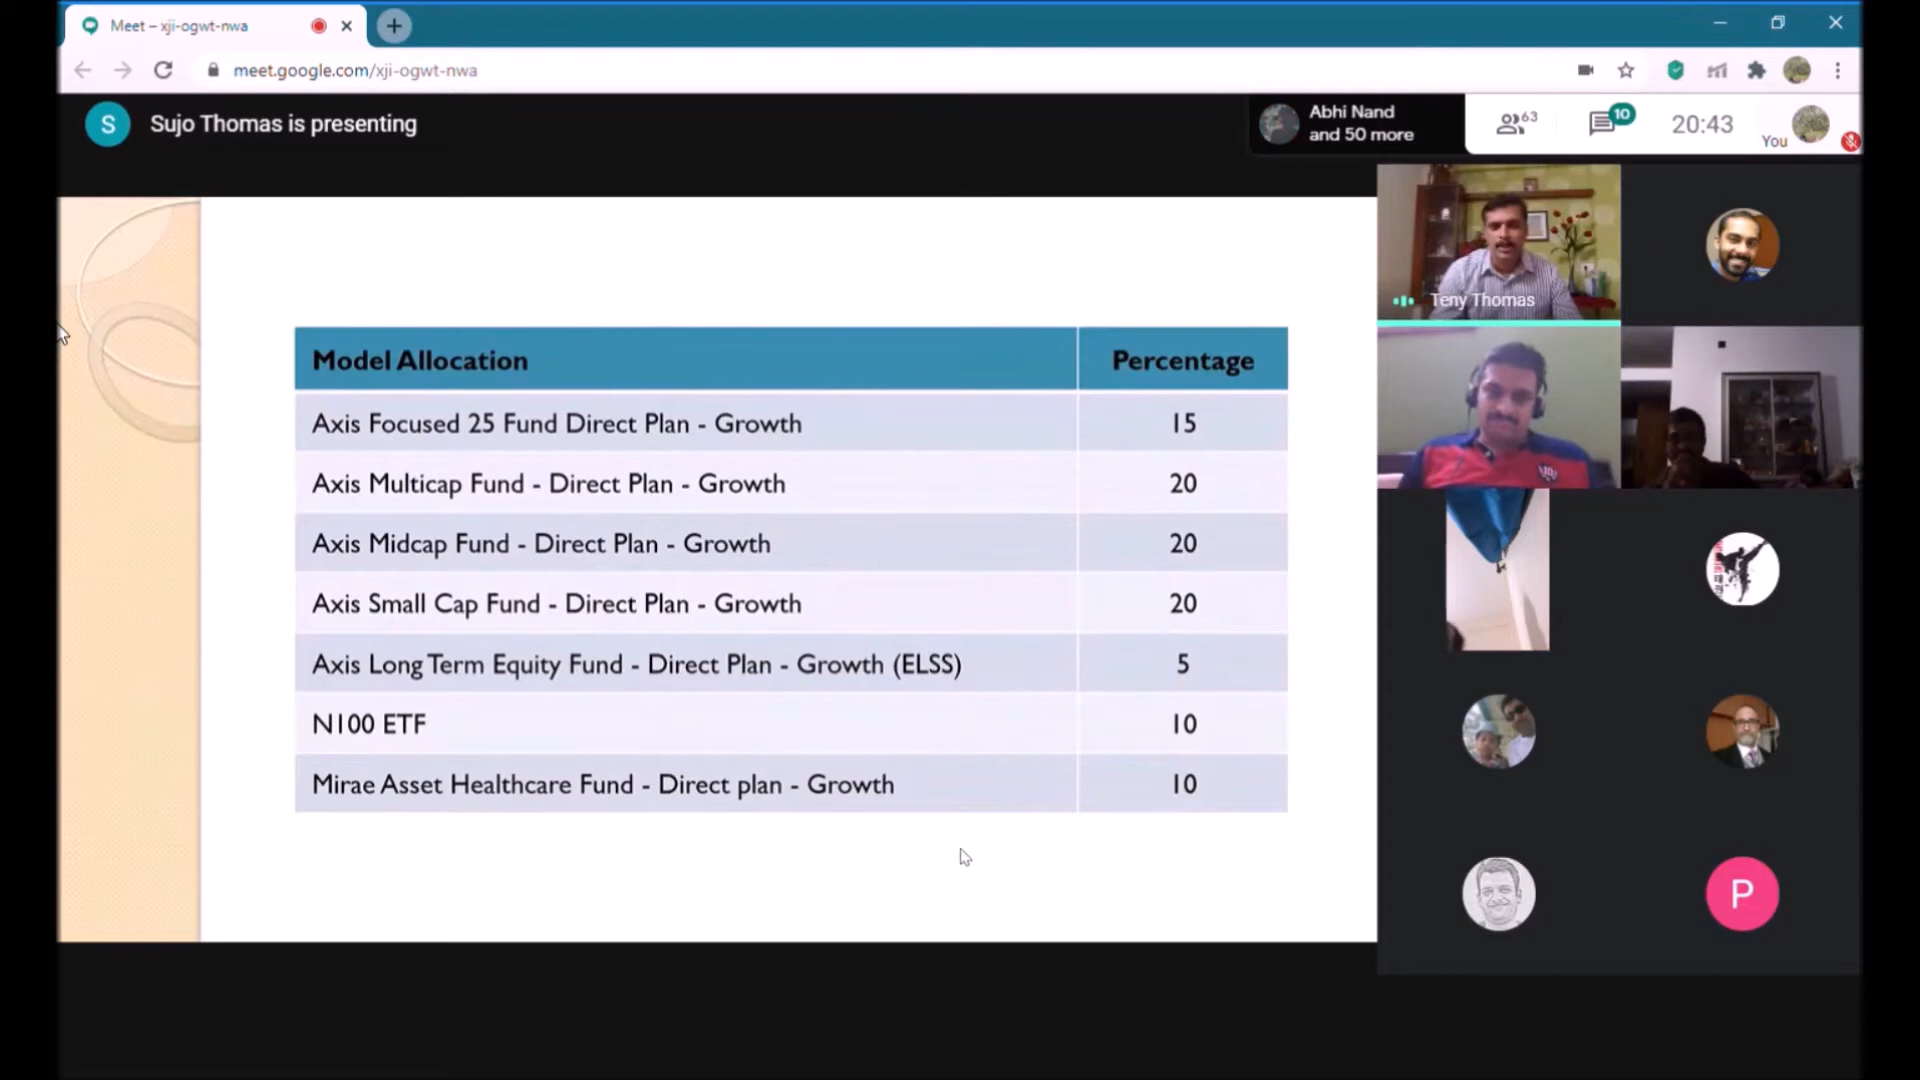 Meet – xji-ogwt-nwa
meet.google.com/xji-ogwt-nwa
S
Sujo Thomas is presenting
Abhi Nand
and 50 more
63
10
20:43
You
Teny Thomas
Model Allocation Percentage
Axis Focused 25 Fund Direct Plan - Growth 15
Axis Multicap Fund - Direct Plan - Growth 20
Axis Midcap Fund - Direct Plan - Growth 20
Axis Small Cap Fund - Direct Plan - Growth 20
Axis Long Term Equity Fund - Direct Plan - Growth (ELSS) 5
N100 ETF 10
Mirae Asset Healthcare Fund - Direct plan - Growth 10
P